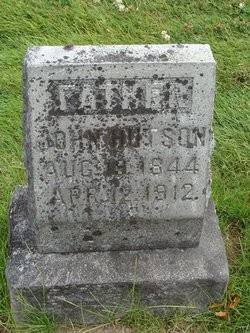 FATHER
JOHN HUTSON
AUG. 1844
APR. 12, 1912.